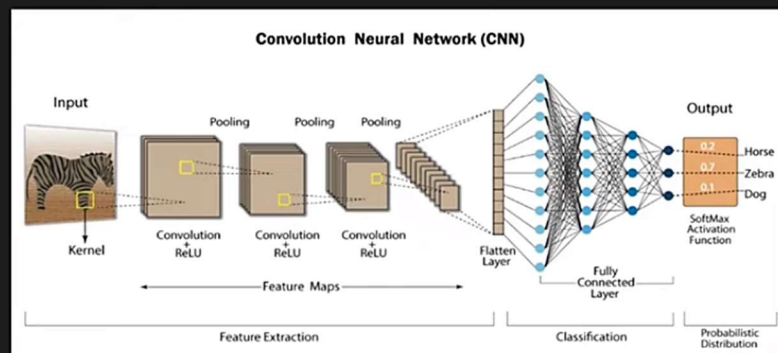 Convolution Neural Network (CNN)
Input
Pooling
Pooling
Pooling
Output
Kernel
Convolution
+
ReLU
Convolution
+
ReLU
Convolution
+
ReLU
Flatten
Layer
Fully
Connected
Layer
0.2
0.7
0.1
Horse
Zebra
Dog
SoftMax
Activation
Function
Feature Maps
Feature Extraction
Classification
Probabilistic
Distribution